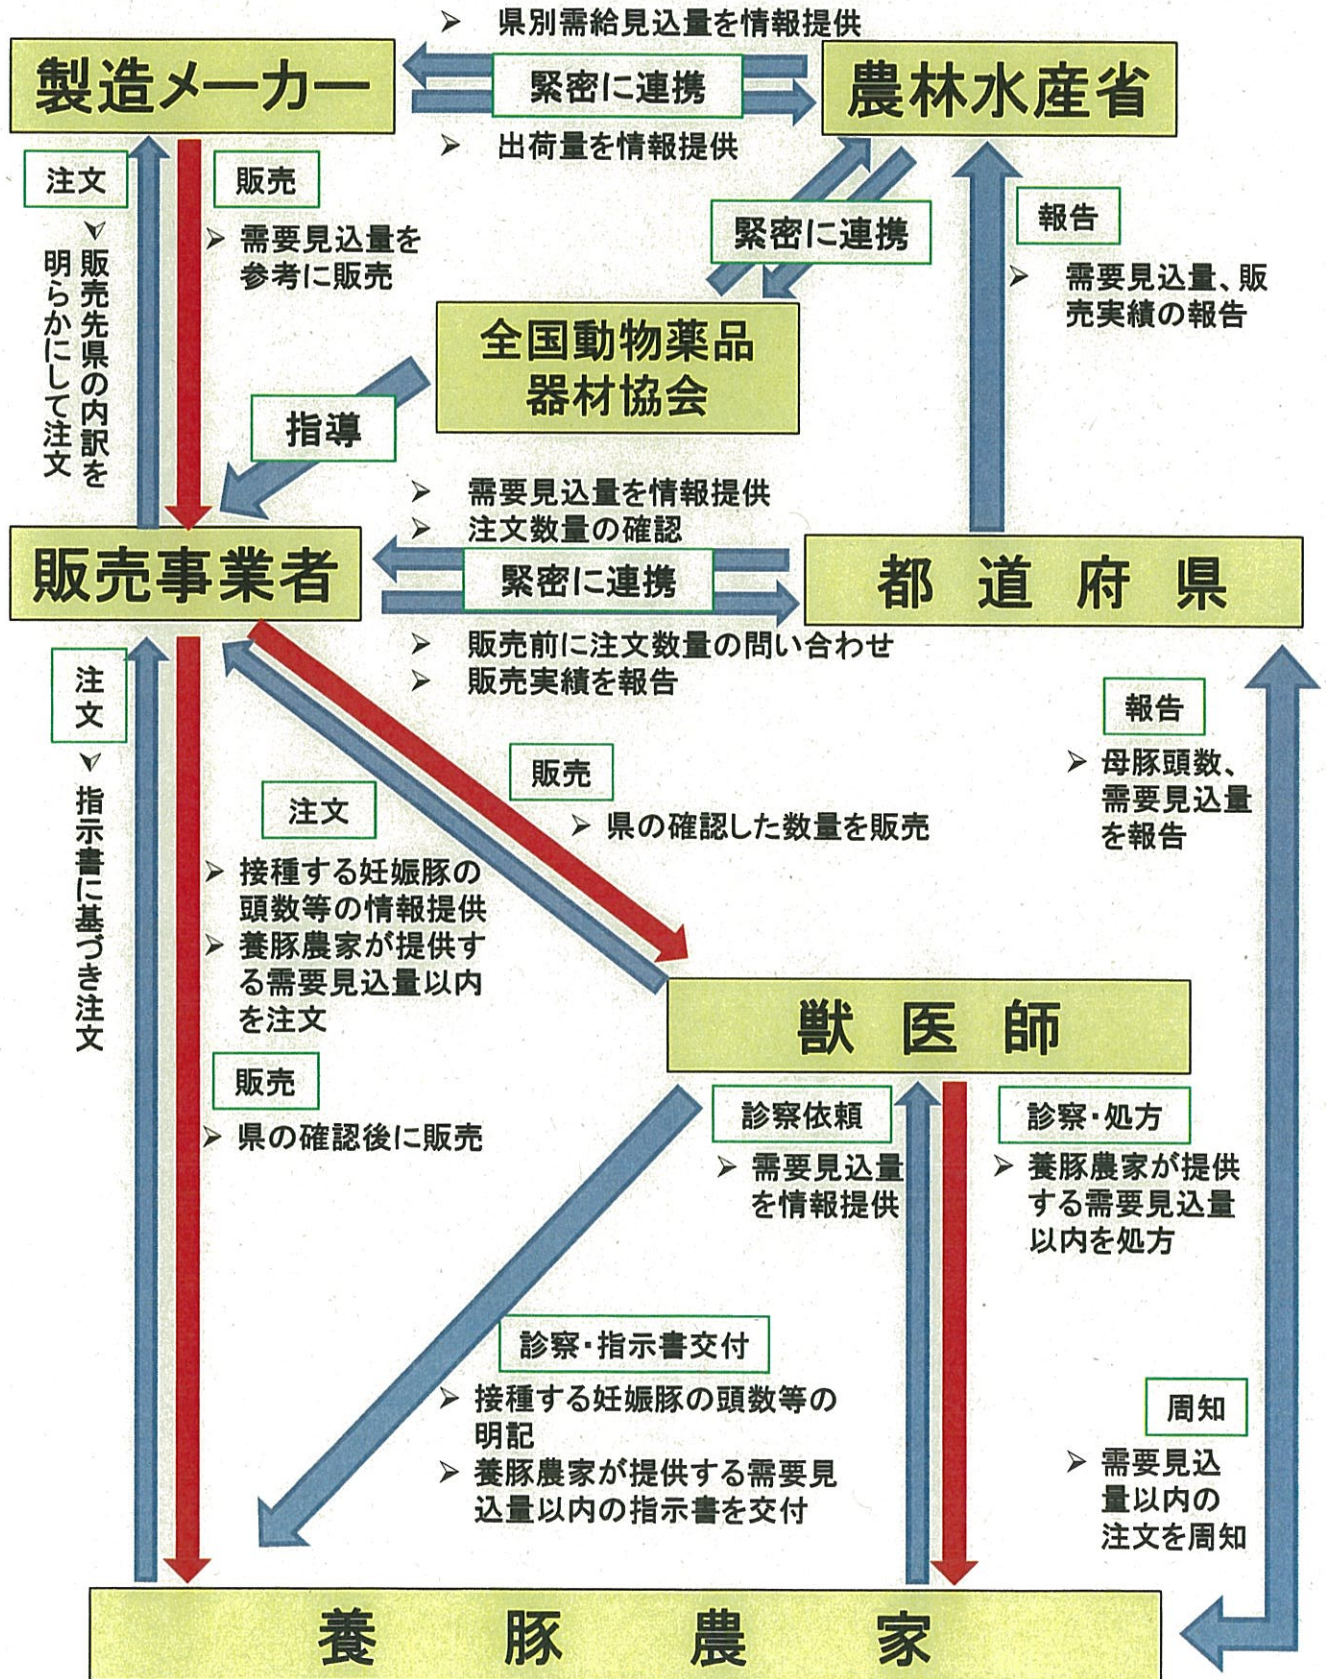 ➢ 県別需給見込量を情報提供
製造メーカー
緊密に連携
農林水産省
➢ 出荷量を情報提供
注文
➢ 販売先県の内訳を
明らかにして注文
販売
➢ 需要見込量を
参考に販売
緊密に連携
報告
➢ 需要見込量、販
売実績の報告
全国動物薬品
器材協会
指導
➢ 需要見込量を情報提供
➢ 注文数量の確認
販売事業者
緊密に連携
都道府県
➢ 販売前に注文数量の問い合わせ
➢ 販売実績を報告
注
文
➢ 指示書に基づき注文
注文
➢ 接種する妊娠豚の
頭数等の情報提供
➢ 養豚農家が提供す
る需要見込量以内
を注文
販売
➢ 県の確認した数量を販売
報告
➢ 母豚頭数、
需要見込量
を報告
獣医師
販売
➢ 県の確認後に販売
診察依頼
➢ 需要見込量
を情報提供
診察・処方
➢ 養豚農家が提供
する需要見込量
以内を処方
診察・指示書交付
➢ 接種する妊娠豚の頭数等の
明記
➢ 養豚農家が提供する需要見
込量以内の指示書を交付
周知
➢ 需要見込
量以内の
注文を周知
養豚農家